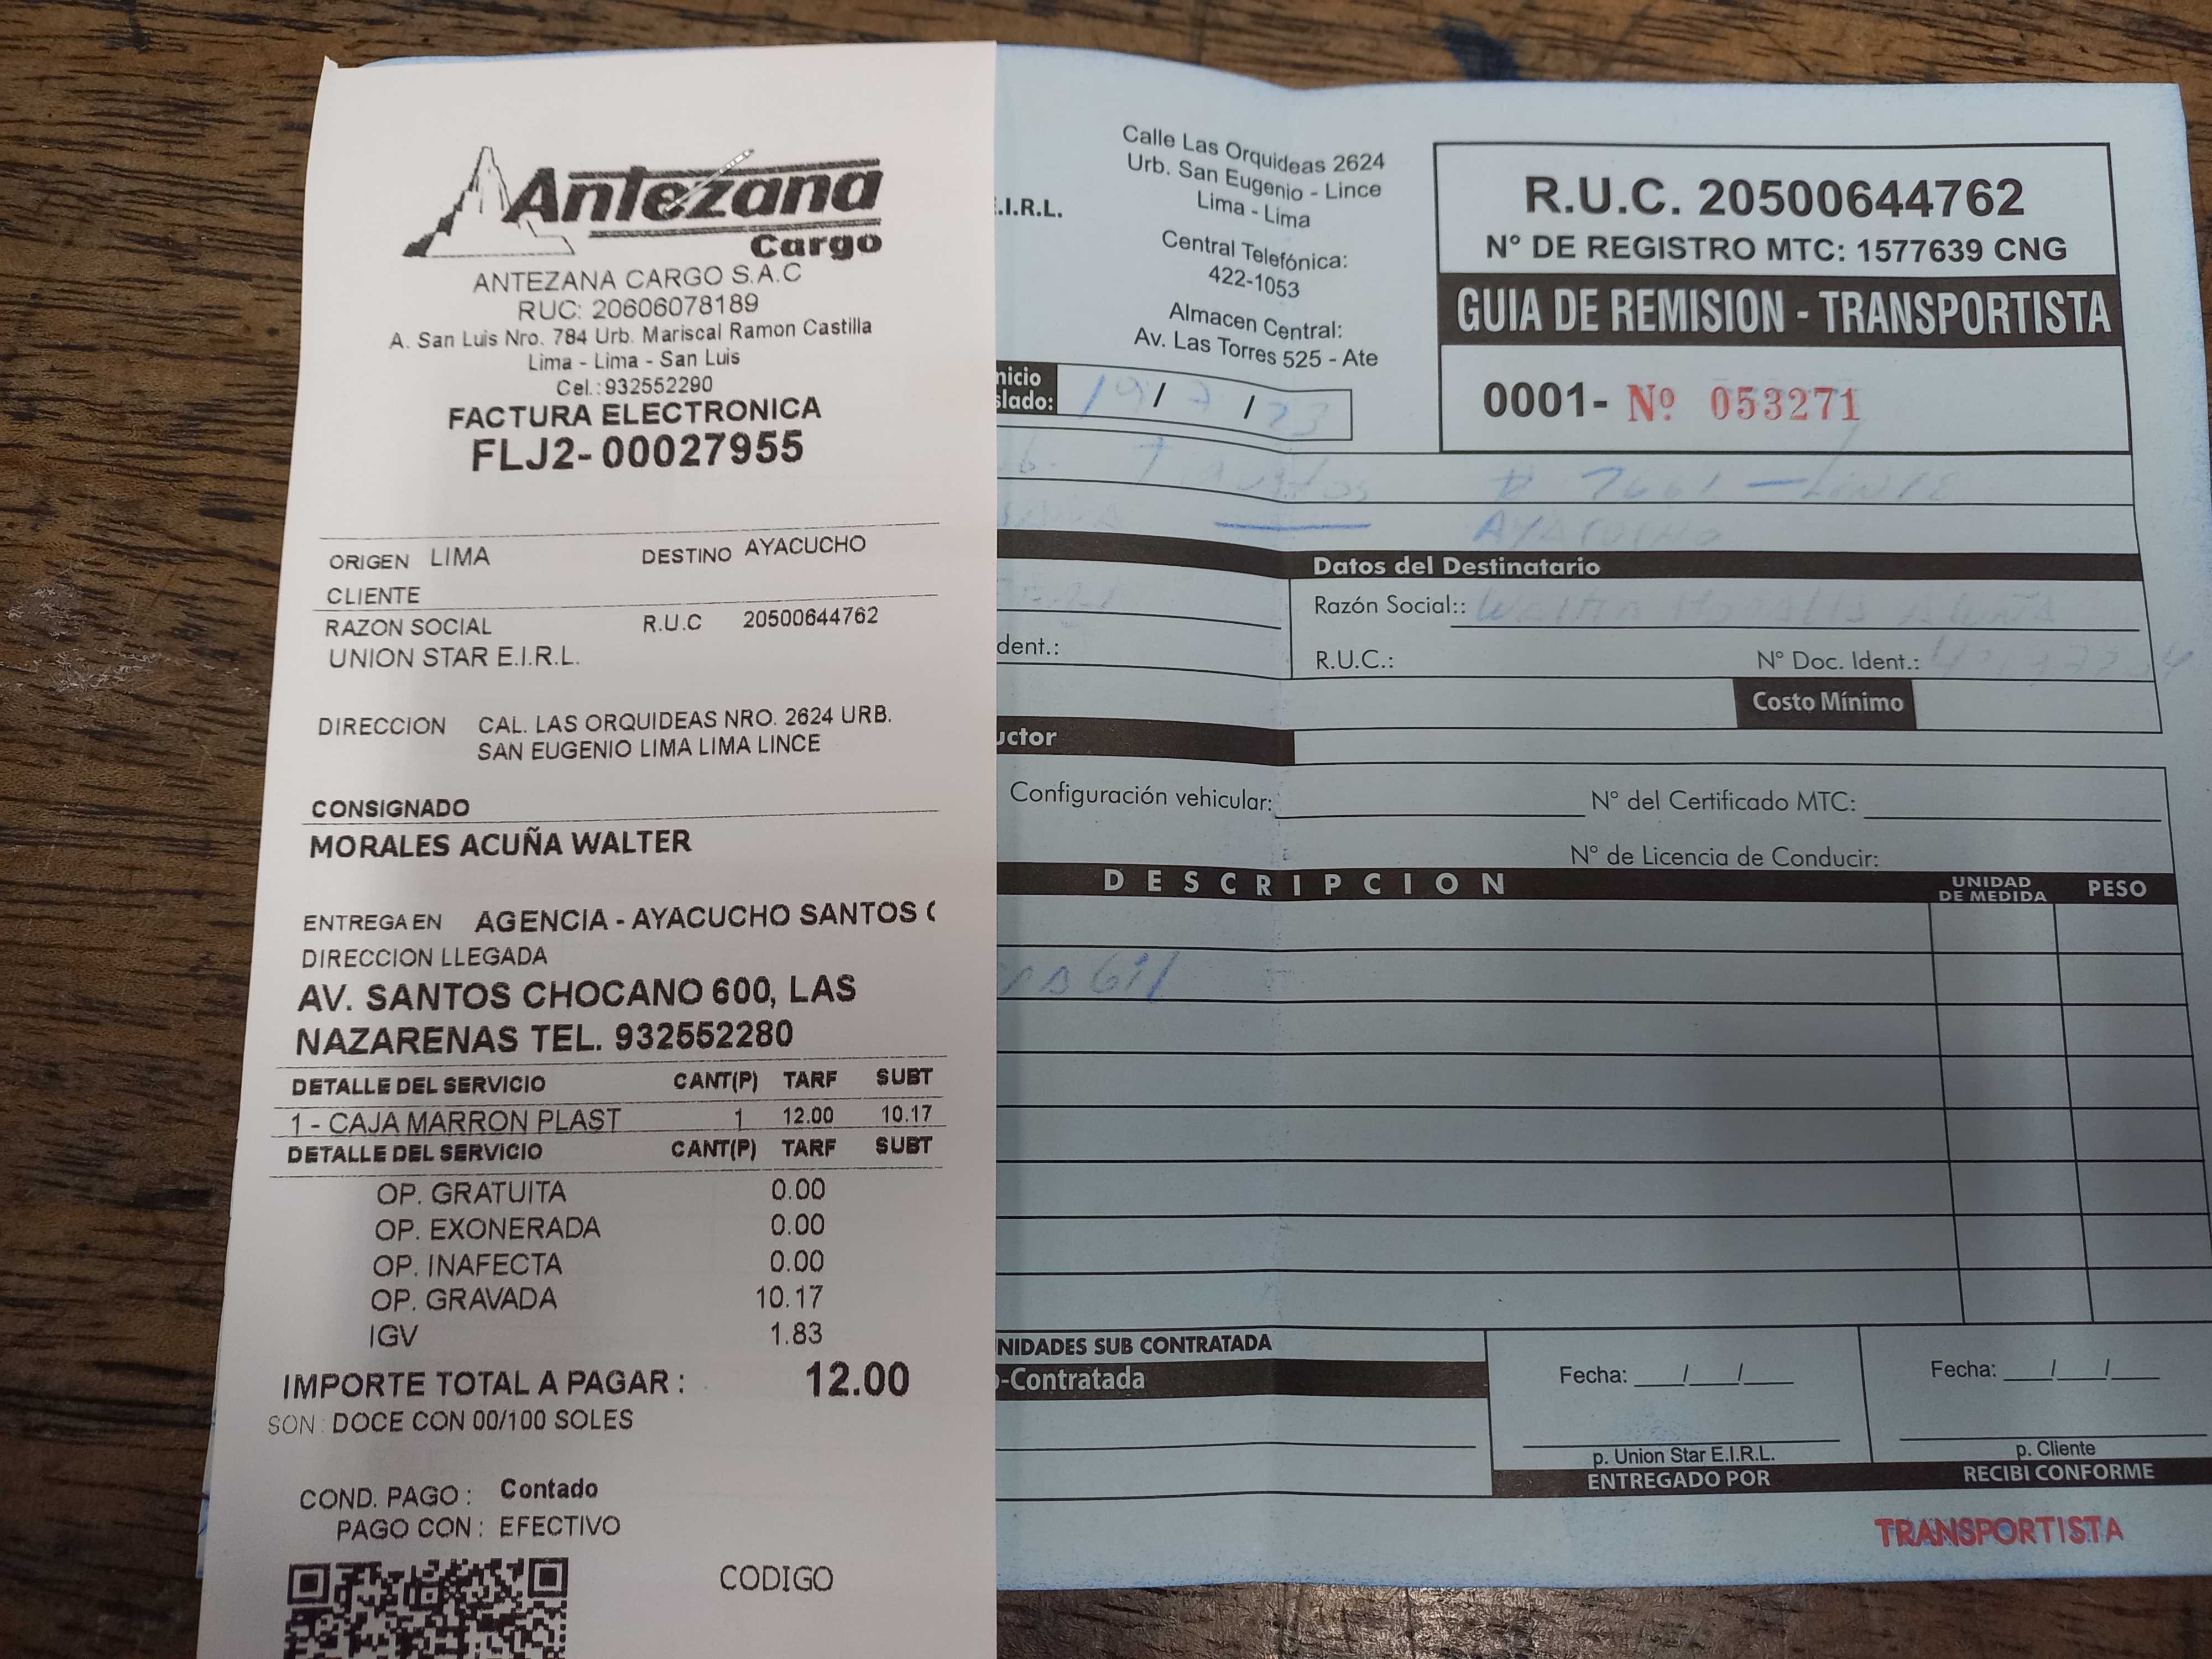 Antezana
Cargo
ANTEZANA CARGO S.A.C
RUC: 20606078189
A. San Luis Nro. 784 Urb. Mariscal Ramon Castilla
Lima - Lima - San Luis
Cel.:932552290
FACTURA ELECTRONICA
FLJ2-00027955
ORIGEN LIMA DESTINO AYACUCHO
CLIENTE
RAZON SOCIAL R.U.C 20500644762
UNION STAR E.I.R.L.
DIRECCION CAL. LAS ORQUIDEAS NRO. 2624 URB.
SAN EUGENIO LIMA LIMA LINCE
CONSIGNADO
MORALES ACUÑA WALTER
ENTREGA EN AGENCIA - AYACUCHO SANTOS
DIRECCION LLEGADA
AV. SANTOS CHOCANO 600, LAS
NAZARENAS TEL. 932552280
DETALLE DEL SERVICIO CANT(P) TARF SUBT
1 - CAJA MARRON PLAST 1 12.00 10.17
DETALLE DEL SERVICIO CANT(P) TARF SUBT
OP. GRATUITA 0.00
OP. EXONERADA 0.00
OP. INAFECTA 0.00
OP. GRAVADA 10.17
IGV 1.83
IMPORTE TOTAL A PAGAR : 12.00
SON : DOCE CON 00/100 SOLES
COND. PAGO : Contado
PAGO CON : EFECTIVO
CODIGO
.I.R.L.
Calle Las Orquideas 2624
Urb. San Eugenio - Lince
Lima - Lima
Central Telefónica:
422-1053
Almacen Central:
Av. Las Torres 525 - Ate
R.U.C. 20500644762
N° DE REGISTRO MTC: 1577639 CNG
GUIA DE REMISION - TRANSPORTISTA
0001- Nº 053271
nicio
slado: 19 / 7 / 23
AYACUCHO
Datos del Destinatario
Razón Social:: Walter Morales Acuña
dent.:
R.U.C.: N° Doc. Ident.:
Costo Mínimo
uctor
Configuración vehicular: N° del Certificado MTC:
N° de Licencia de Conducir:
DESCRIPCION UNIDAD DE MEDIDA PESO
NIDADES SUB CONTRATADA
-Contratada
Fecha: / / Fecha: / /
p. Union Star E.I.R.L. p. Cliente
ENTREGADO POR RECIBI CONFORME
TRANSPORTISTA